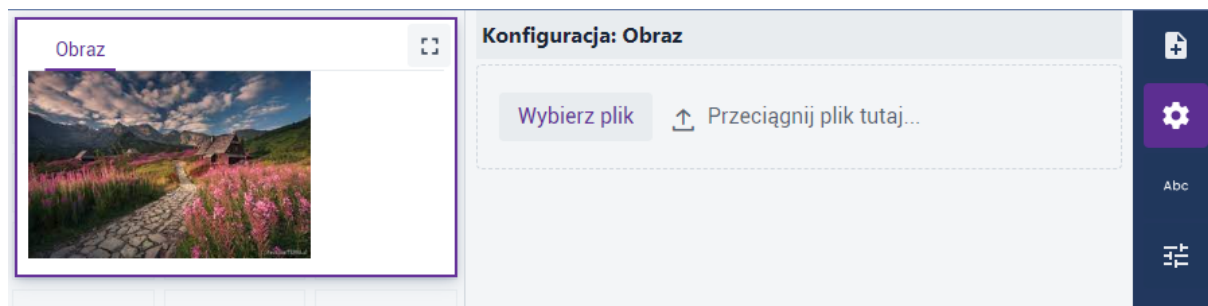 Obraz
Konfiguracja: Obraz
Wybierz plik
Przeciągnij plik tutaj...
Abc